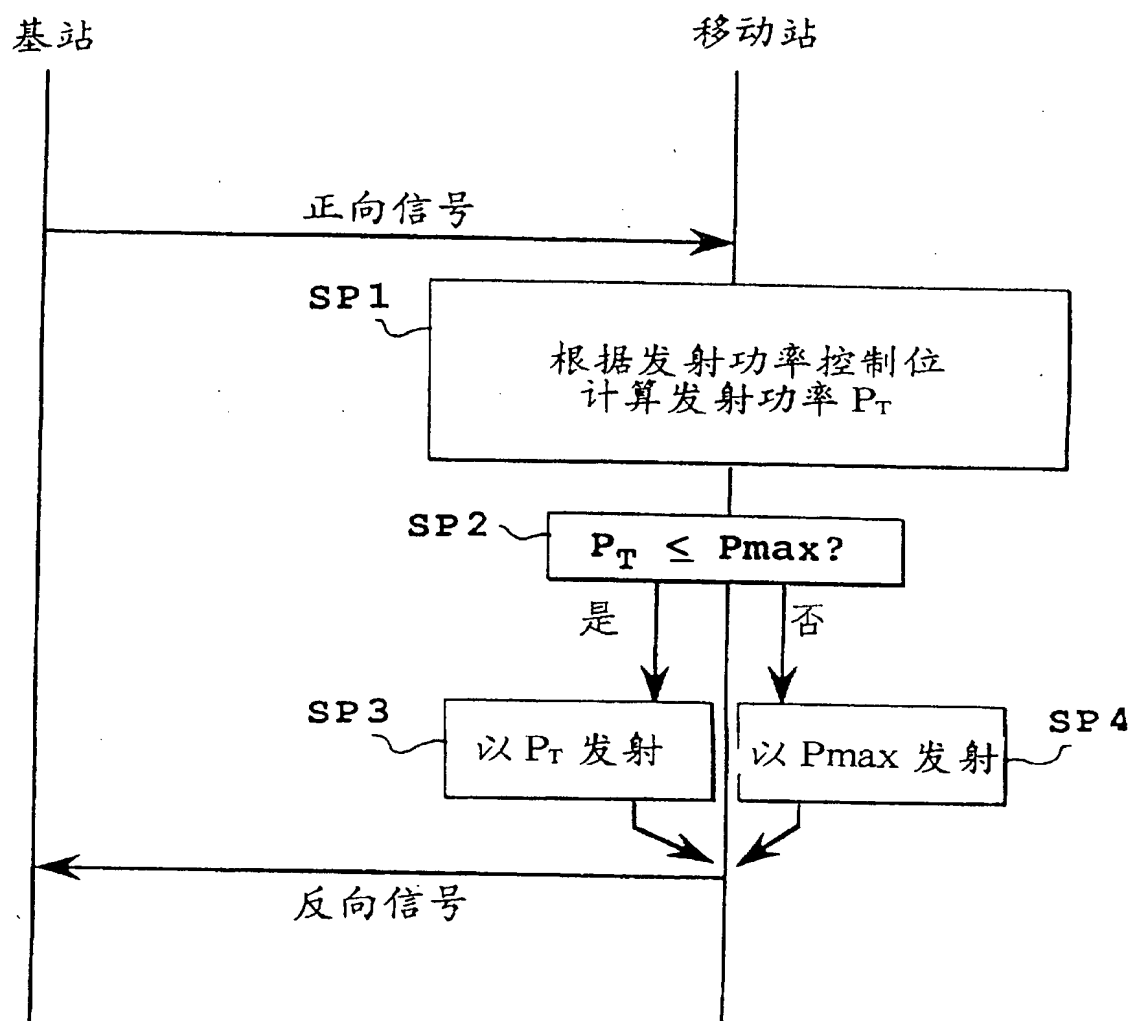 基站
移动站
正向信号
SP1
根据发射功率控制位
计算发射功率 PT
SP2
PT ≤ Pmax?
是
否
SP3
以 PT 发射
以 Pmax 发射
SP4
反向信号